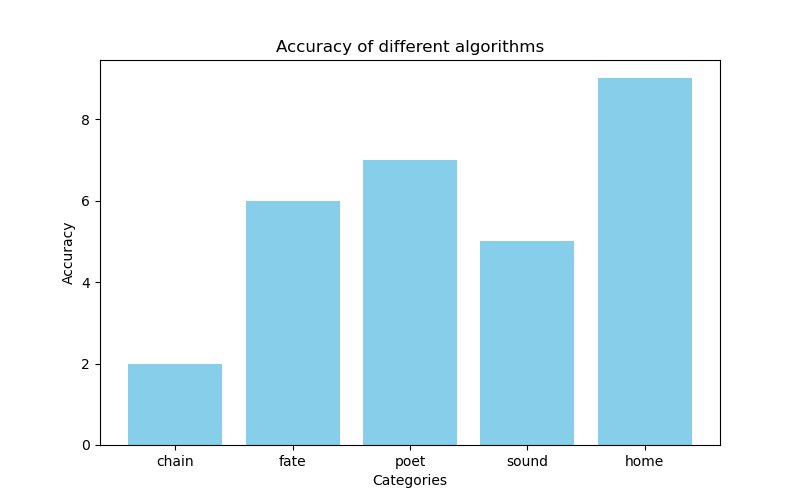 Accuracy of different algorithms
Accuracy
8
6
4
2
0
chain fate poet sound home
Categories